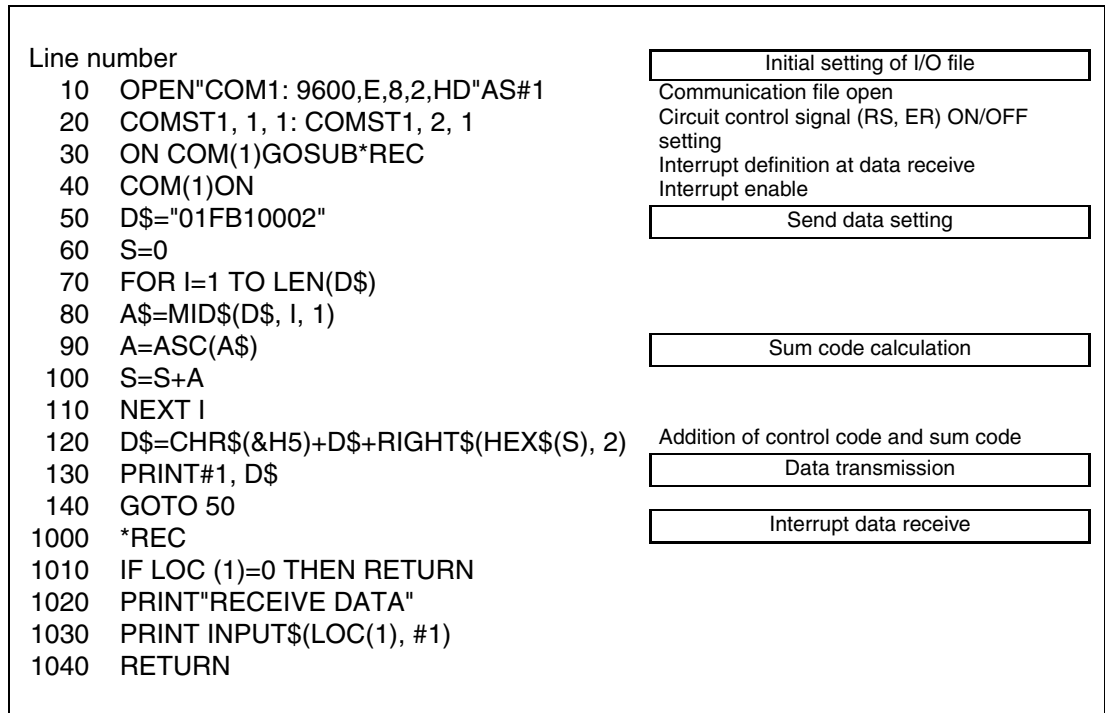 Line number
10 OPEN"COM1: 9600,E,8,2,HD"AS#1
20 COMST1, 1, 1: COMST1, 2, 1
30 ON COM(1)GOSUB*REC
40 COM(1)ON
50 D$="01FB10002"
60 S=0
70 FOR I=1 TO LEN(D$)
80 A$=MID$(D$, I, 1)
90 A=ASC(A$)
100 S=S+A
110 NEXT I
120 D$=CHR$(&H5)+D$+RIGHT$(HEX$(S), 2)
130 PRINT#1, D$
140 GOTO 50
1000 *REC
1010 IF LOC (1)=0 THEN RETURN
1020 PRINT"RECEIVE DATA"
1030 PRINT INPUT$(LOC(1), #1)
1040 RETURN
Initial setting of I/O file
Communication file open
Circuit control signal (RS, ER) ON/OFF
setting
Interrupt definition at data receive
Interrupt enable
Send data setting
Sum code calculation
Addition of control code and sum code
Data transmission
Interrupt data receive